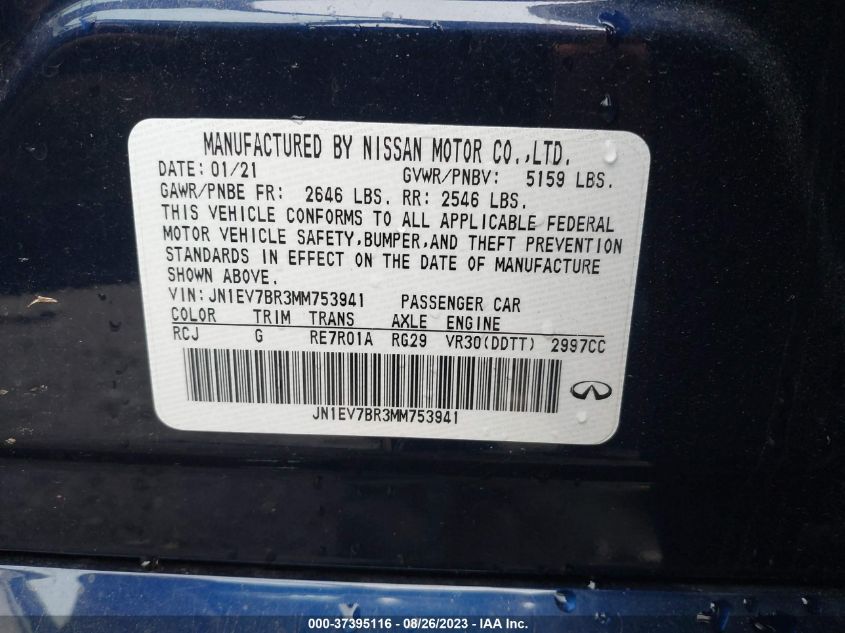 MANUFACTURED BY NISSAN MOTOR CO.,LTD.
DATE: 01/21 GVWR/PNBV: 5159 LBS.
GAWR/PNBE FR: 2646 LBS. RR: 2546 LBS.
THIS VEHICLE CONFORMS TO ALL APPLICABLE FEDERAL
MOTOR VEHICLE SAFETY,BUMPER,AND THEFT PREVENTION
STANDARDS IN EFFECT ON THE DATE OF MANUFACTURE
SHOWN ABOVE.
VIN:JN1EV7BR3MM753941 PASSENGER CAR
COLOR TRIM TRANS AXLE ENGINE
RCJ G RE7R01A RG29 VR30(DDTT) 2997CC
JN1EV7BR3MM753941
000-37395116 - 08/26/2023 - IAA Inc.